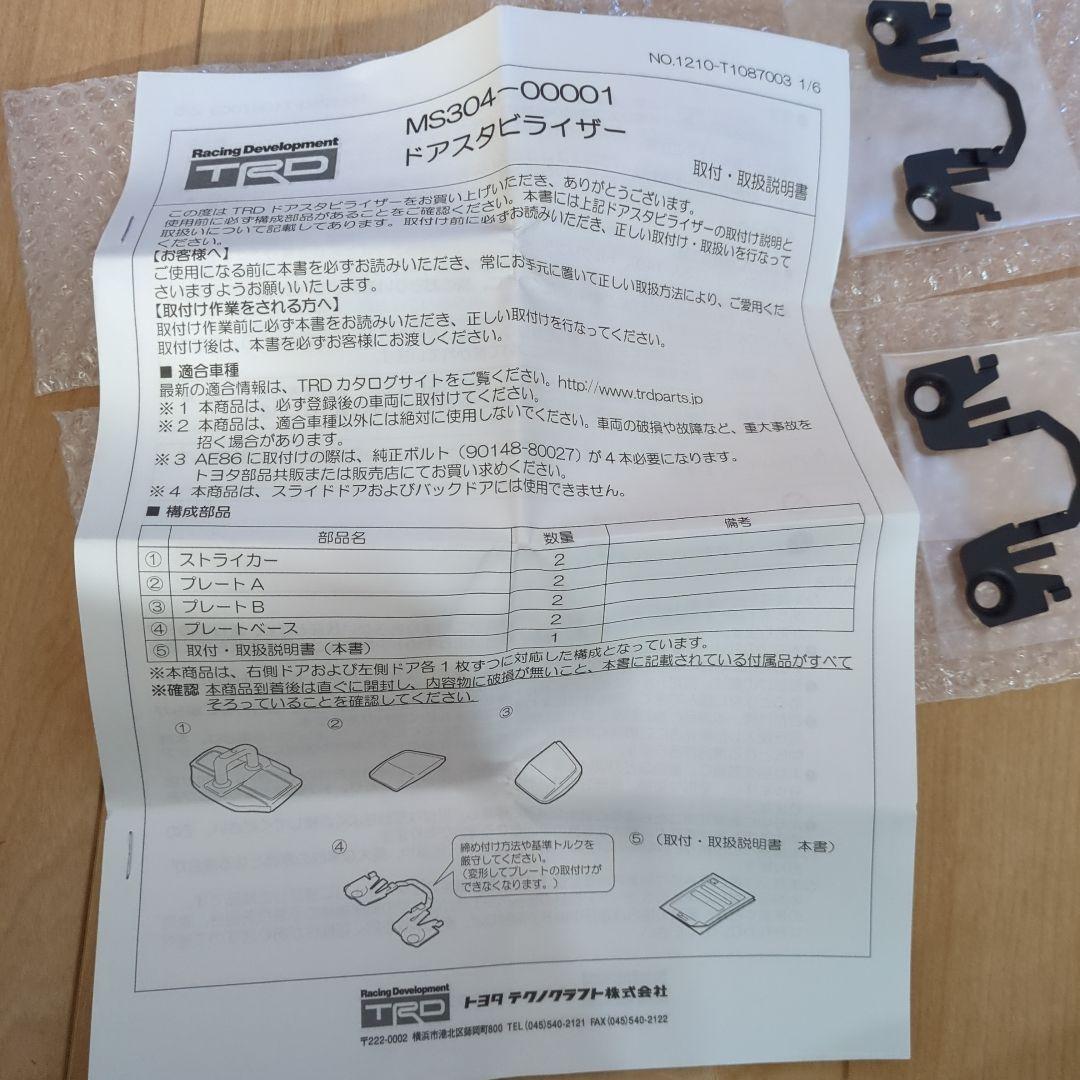 NO.1210-T1087003 1/6
Racing Development
TRD
MS304-00001
ドアスタビライザー
取付・取扱説明書
この度は TRD ドアスタビライザーをお買い上げいただき、ありがとうございます。
使用前に必ず構成部品があることをご確認ください。本書には上記ドアスタビライザーの取付け説明と
取扱いについて記載してあります。取付け前に必ずお読みいただき、正しい取付け・取扱いを行なって
ください。
【お客様へ】
ご使用になる前に本書を必ずお読みいただき、常にお手元に置いて正しい取扱方法により、ご愛用くだ
さいますようお願いいたします。
【取付け作業をされる方へ】
取付け作業前に必ず本書をお読みいただき、正しい取付けを行なってください。
取付け後は、本書を必ずお客様にお渡しください。
■ 適合車種
最新の適合情報は、TRD カタログサイトをご覧ください。http://www.trdparts.jp
※1 本商品は、必ず登録後の車両に取付けてください。
※2 本商品は、適合車種以外には絶対に使用しないでください。車両の破損や故障など、重大事故を
招く場合があります。
※3 AE86 に取付けの際は、純正ボルト（90148-80027）が4本必要になります。
トヨタ部品共販または販売店にてお買い求めください。
※4 本商品は、スライドドアおよびバックドアには使用できません。
■ 構成部品
部品名 数量 備考
① ストライカー 2
② プレートA 2
③ プレートB 2
④ プレートベース 2
⑤ 取付・取扱説明書（本書） 1
※本商品は、右側ドアおよび左側ドア各1枚ずつに対応した構成となっています。
※確認 本商品到着後は直ぐに開封し、内容物に破損が無いこと、本書に記載されている付属品がすべて
そろっていることを確認してください
① ② ③
④
締め付け方法や基準トルクを
厳守してください。
（変形してプレートの取付けが
できなくなります。）
⑤ （取付・取扱説明書 本書）
Racing Development
TRD トヨタ テクノクラフト株式会社
〒222-0002 横浜市港北区師岡町800 TEL(045)540-2121 FAX(045)540-2122